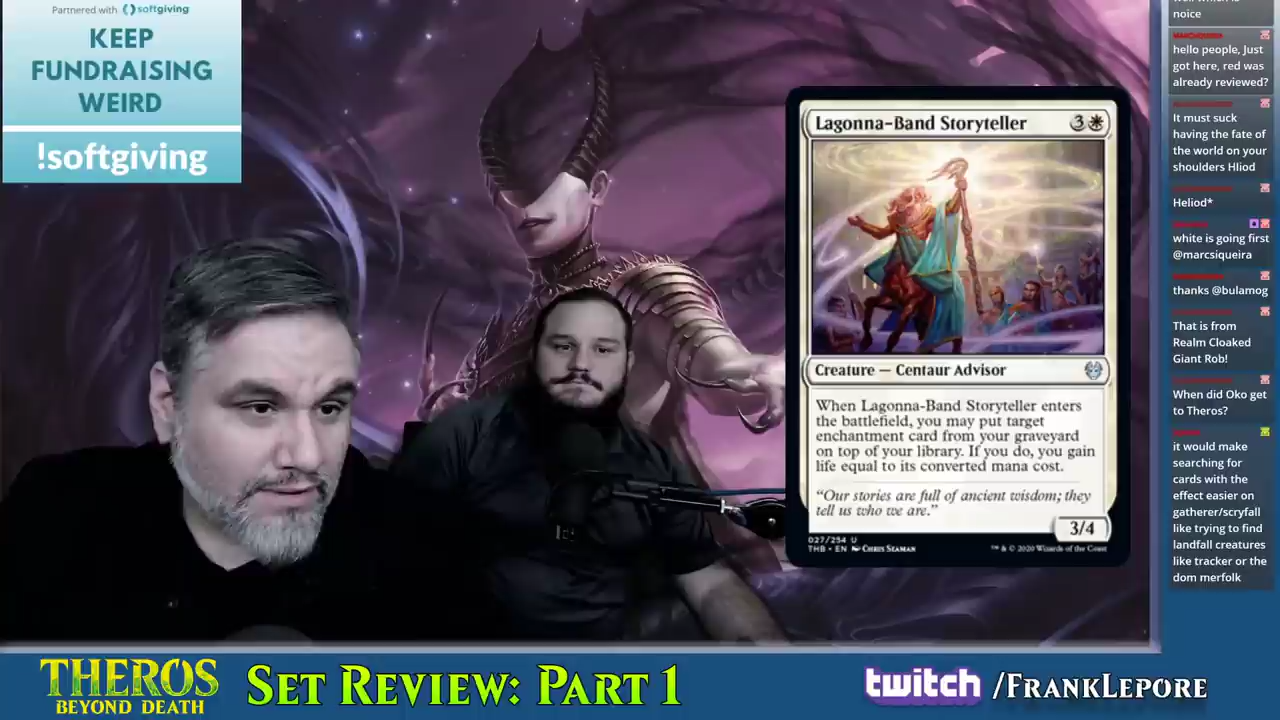 Partnered with softgiving
KEEP
FUNDRAISING
WEIRD
!softgiving
Lagonna-Band Storyteller 3
Creature — Centaur Advisor
When Lagonna-Band Storyteller enters
the battlefield, you may put target
enchantment card from your graveyard
on top of your library. If you do, you gain
life equal to its converted mana cost.
"Our stories are full of ancient wisdom; they
tell us who we are."
3/4
027/254 U
THB • EN Chris Seaman
™ & © 2020 Wizards of the Coast
noice
hello people, Just
got here, red was
already reviewed?
It must suck
having the fate of
the world on your
shoulders Hliod
Heliod*
white is going first
@marcsiqueira
thanks @bulamog
That is from
Realm Cloaked
Giant Rob!
When did Oko get
to Theros?
it would make
searching for
cards with the
effect easier on
gatherer/scryfall
like trying to find
landfall creatures
like tracker or the
dom merfolk
THEROS
BEYOND DEATH
Set Review: Part 1
twitch /FrankLepore